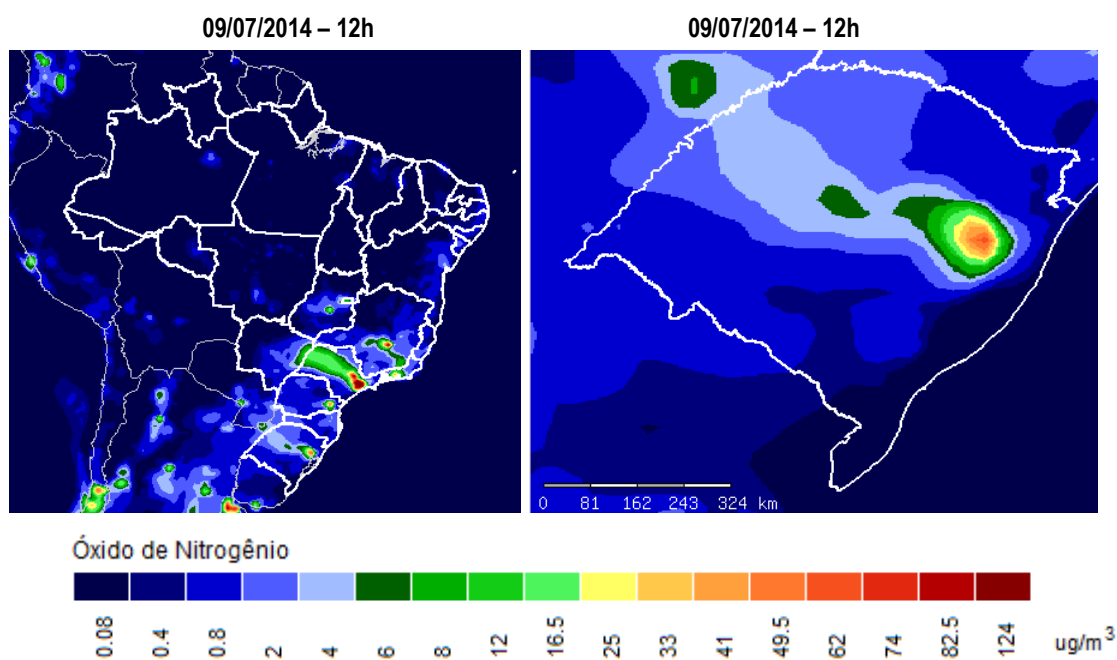 09/07/2014 – 12h
09/07/2014 – 12h
0 81 162 243 324 km
Óxido de Nitrogênio
0.08 0.4 0.8 2 4 6 8 12 16.5 25 33 41 49.5 62 74 82.5 124 ug/m³